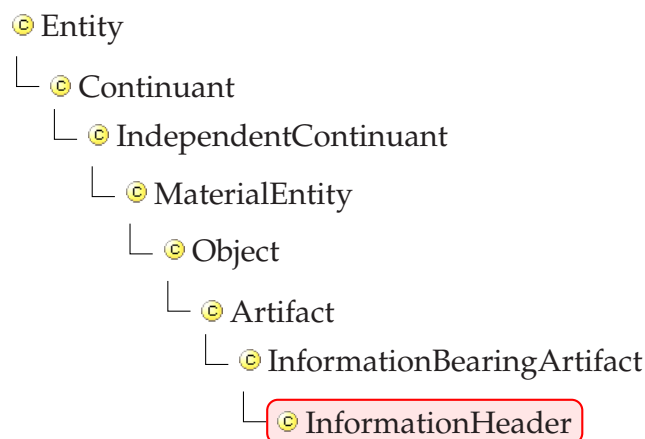 Entity
Continuant
IndependentContinuant
MaterialEntity
Object
Artifact
InformationBearingArtifact
InformationHeader